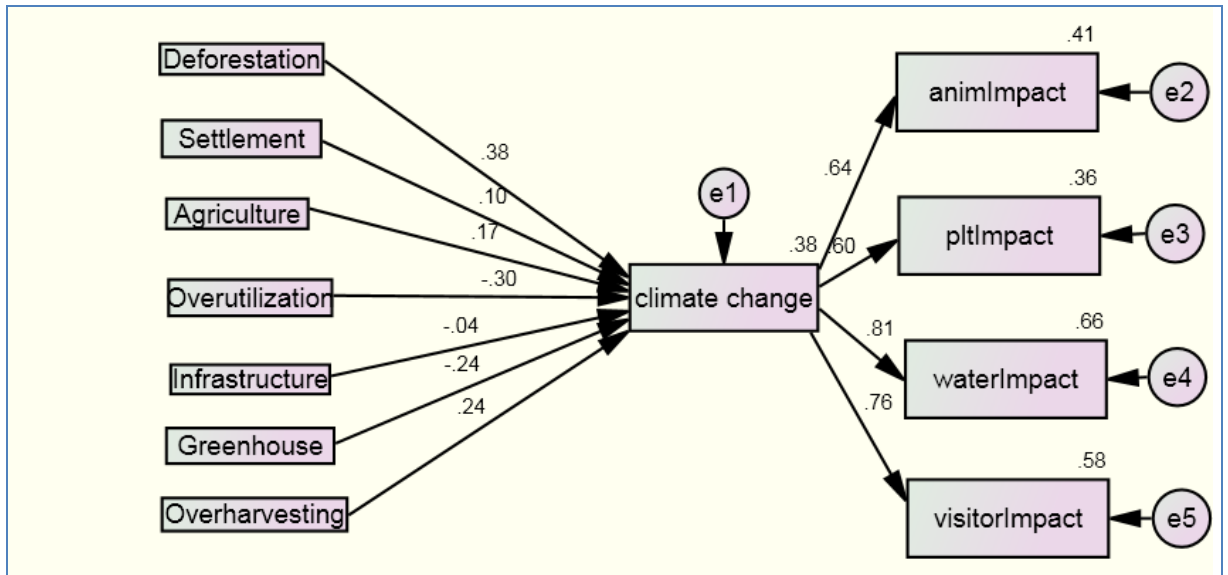 Deforestation
Settlement
Agriculture
Overutilization
Infrastructure
Greenhouse
Overharvesting
.38
.10
.17
-.30
-.04
-.24
.24
e1
.38
climate change
.64
.60
.81
.76
.41
animImpact
e2
.36
pltImpact
e3
.66
waterImpact
e4
.58
visitorImpact
e5